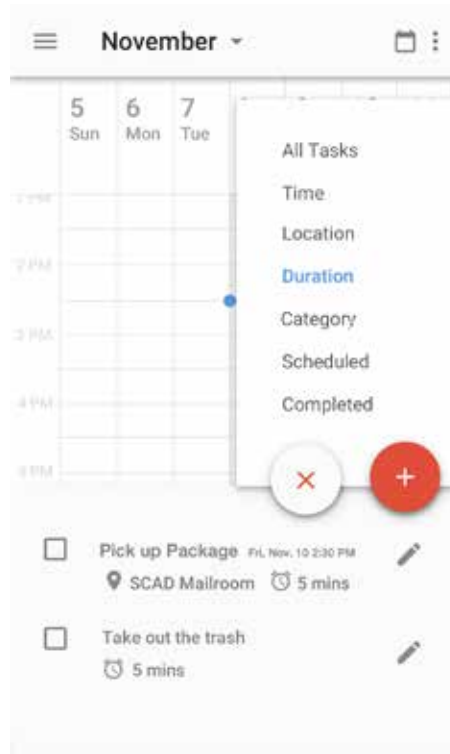 November
5 6 7
Sun Mon Tue
All Tasks
Time
Location
2 PM
Duration
Category
3 PM
Scheduled
Completed
4 PM
Pick up Package Fri, Nov. 10 2:30 PM
SCAD Mailroom 5 mins
Take out the trash
5 mins